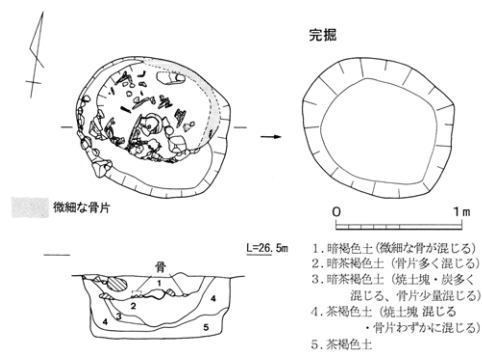 完掘
微細な骨片
0 1m
L=26.5m
骨
1
2
3
4
4
5
1. 暗褐色土 (微細な骨が混じる)
2. 暗茶褐色土 (骨片多く混じる)
3. 暗茶褐色土 (焼土塊・炭多く
混じる、骨片少量混じる)
4. 茶褐色土 (焼土塊 混じる
・骨片わずかに混じる)
5. 茶褐色土